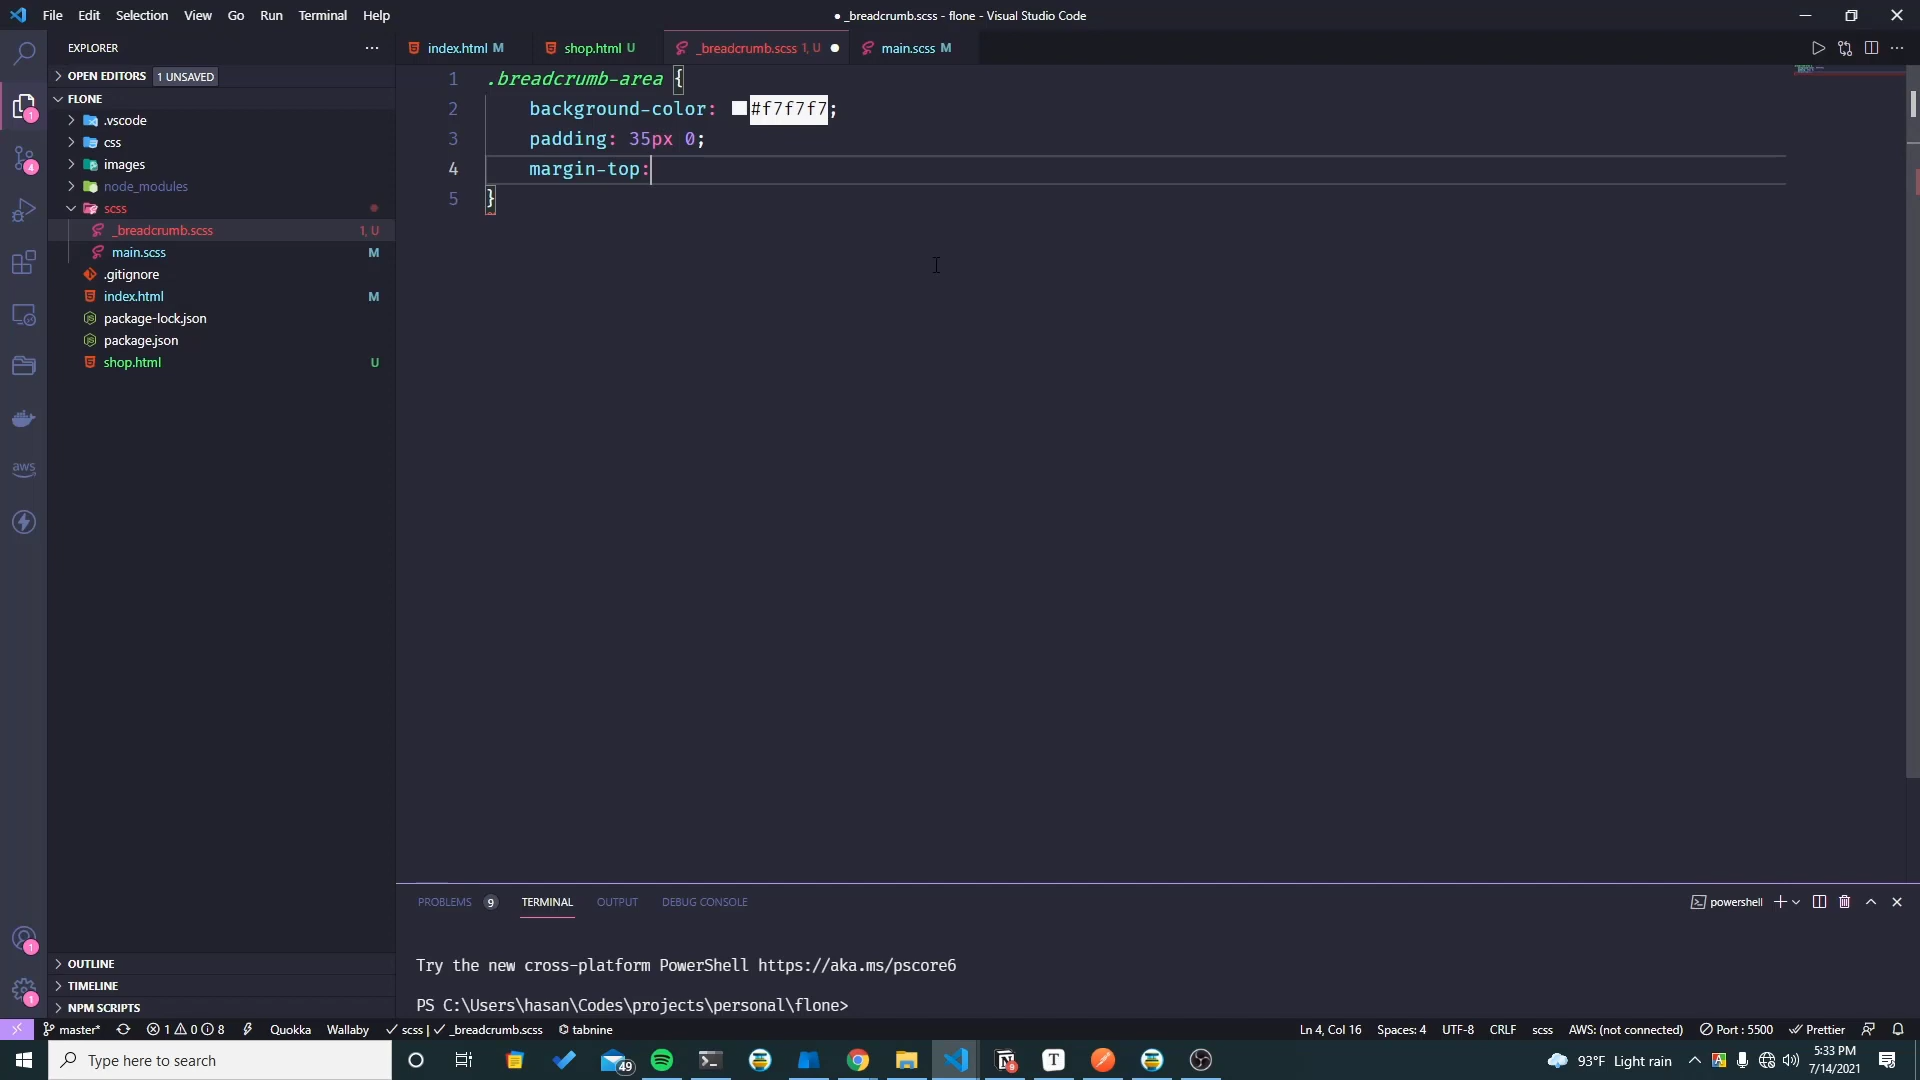 File Edit Selection View Go Run Terminal Help
● _breadcrumb.scss - flone - Visual Studio Code
EXPLORER
OPEN EDITORS 1 UNSAVED
FLONE
.vscode
css
images
node_modules
scss
_breadcrumb.scss 1, U
main.scss M
.gitignore
index.html M
package-lock.json
package.json
shop.html U
OUTLINE
TIMELINE
NPM SCRIPTS
index.html M shop.html U _breadcrumb.scss 1, U main.scss M
1 .breadcrumb-area {
2 background-color: #f7f7f7;
3 padding: 35px 0;
4 margin-top:
5 }
PROBLEMS 9 TERMINAL OUTPUT DEBUG CONSOLE
powershell
Try the new cross-platform PowerShell https://aka.ms/pscore6
PS C:\Users\hasan\Codes\projects\personal\flone>
aws
1
4
1
1
master* 1 0 8 Quokka Wallaby scss | _breadcrumb.scss tabnine
Ln 4, Col 16 Spaces: 4 UTF-8 CRLF scss AWS: (not connected) Port : 5500 Prettier
Type here to search
49
N 9
T
93°F Light rain
A
5:33 PM
7/14/2021